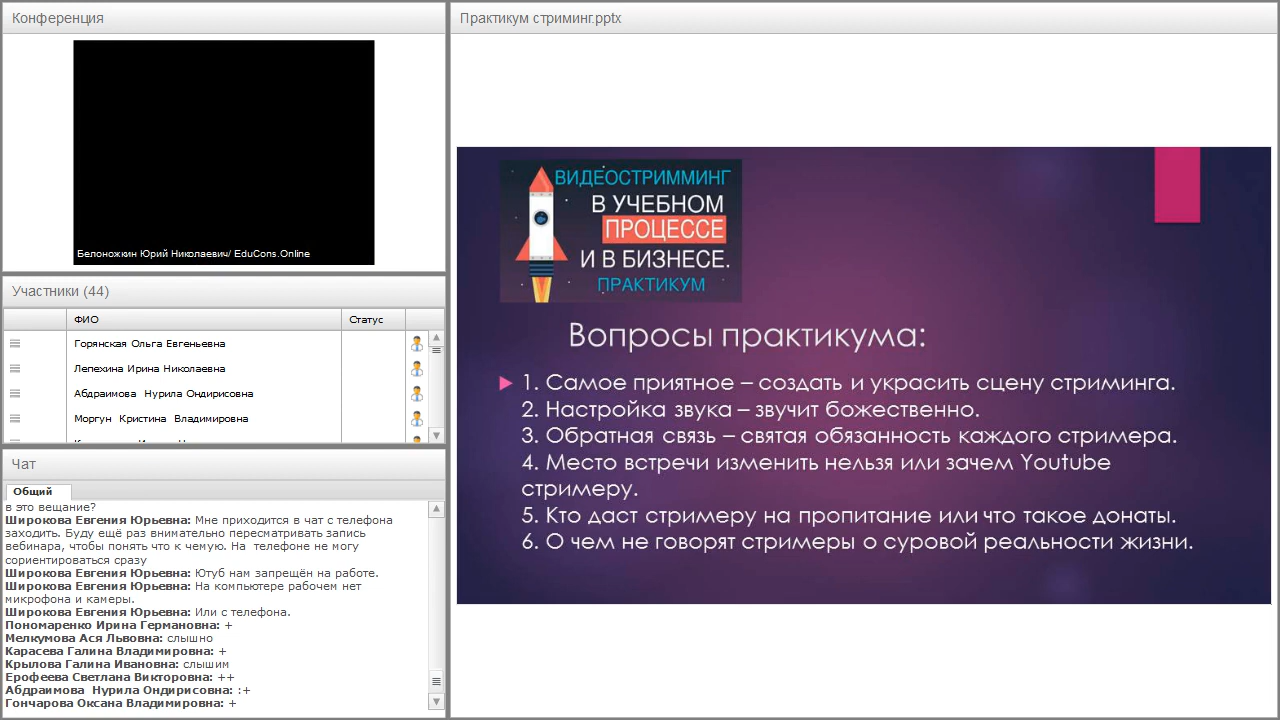 Конференция
Белоножкин Юрий Николаевич/ EduCons.Online
Участники (44)
ФИО
Статус
Горянская Ольга Евгеньевна
Лепехина Ирина Николаевна
Абдраимова Нурила Ондирисовна
Моргун Кристина Владимировна
Чат
Общий
в это вещание?
Широкова Евгения Юрьевна: Мне приходится в чат с телефона
заходить. Буду ещё раз внимательно пересматривать запись
вебинара, чтобы понять что к чемую. На телефоне не могу
сориентироваться сразу
Широкова Евгения Юрьевна: Ютуб нам запрещён на работе.
Широкова Евгения Юрьевна: На компьютере рабочем нет
микрофона и камеры.
Широкова Евгения Юрьевна: Или с телефона.
Пономаренко Ирина Германовна: +
Мелкумова Ася Львовна: слышно
Карасева Галина Владимировна: +
Крылова Галина Ивановна: слышим
Ерофеева Светлана Викторовна: ++
Абдраимова Нурила Ондирисовна: :+
Гончарова Оксана Владимировна: +
Практикум стриминг.pptx
ВИДЕОСТРИММИНГ
В УЧЕБНОМ
ПРОЦЕССЕ
И В БИЗНЕСЕ.
ПРАКТИКУМ
Вопросы практикума:
1. Самое приятное – создать и украсить сцену стриминга.
2. Настройка звука – звучит божественно.
3. Обратная связь – святая обязанность каждого стримера.
4. Место встречи изменить нельзя или зачем Youtube
стримеру.
5. Кто даст стримеру на пропитание или что такое донаты.
6. О чем не говорят стримеры о суровой реальности жизни.